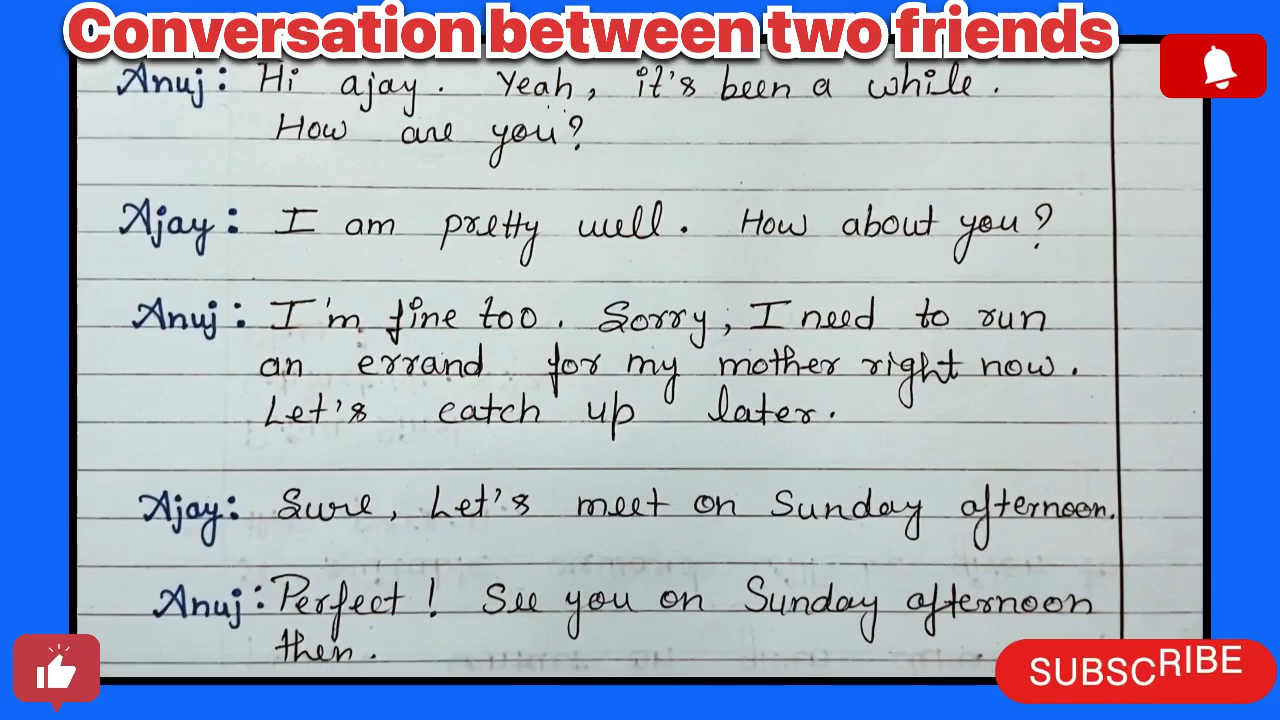 Conversation between two friends
Anuj: Hi ajay. Yeah, it's been a while.
How are you?
Ajay: I am pretty well. How about you?
Anuj: I'm fine too. Sorry, I need to run
an errand for my mother right now.
Let's catch up later.
Ajay: Sure, Let's meet on Sunday afternoon.
Anuj: Perfect! See you on Sunday afternoon
then.
SUBSCRIBE